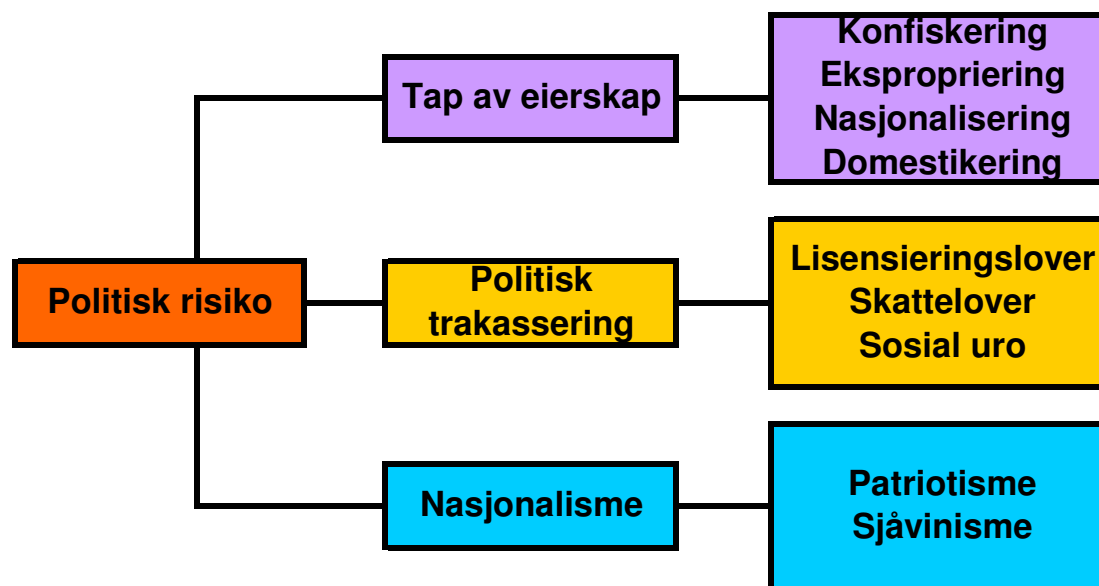 Politisk risiko
Tap av eierskap
Konfiskering
Ekspropriering
Nasjonalisering
Domestikering
Politisk
trakassering
Lisensieringslover
Skattelover
Sosial uro
Nasjonalisme
Patriotisme
Sjåvinisme